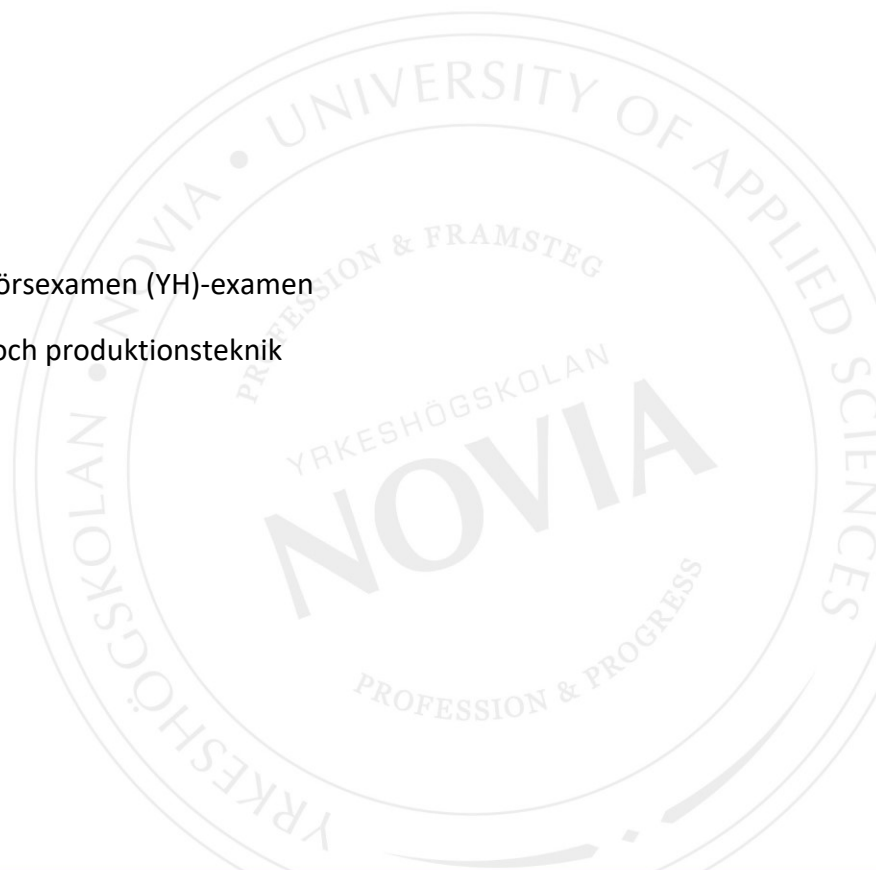 UNIVERSITY OF APPLIED SCIENCES
YRKESHÖGSKOLAN • NOVIA •
PROFESSION & FRAMSTEG
örsexamen (YH)-examen
och produktionsteknik
YRKESHÖGSKOLAN
NOVIA
PROFESSION & PROGRESS